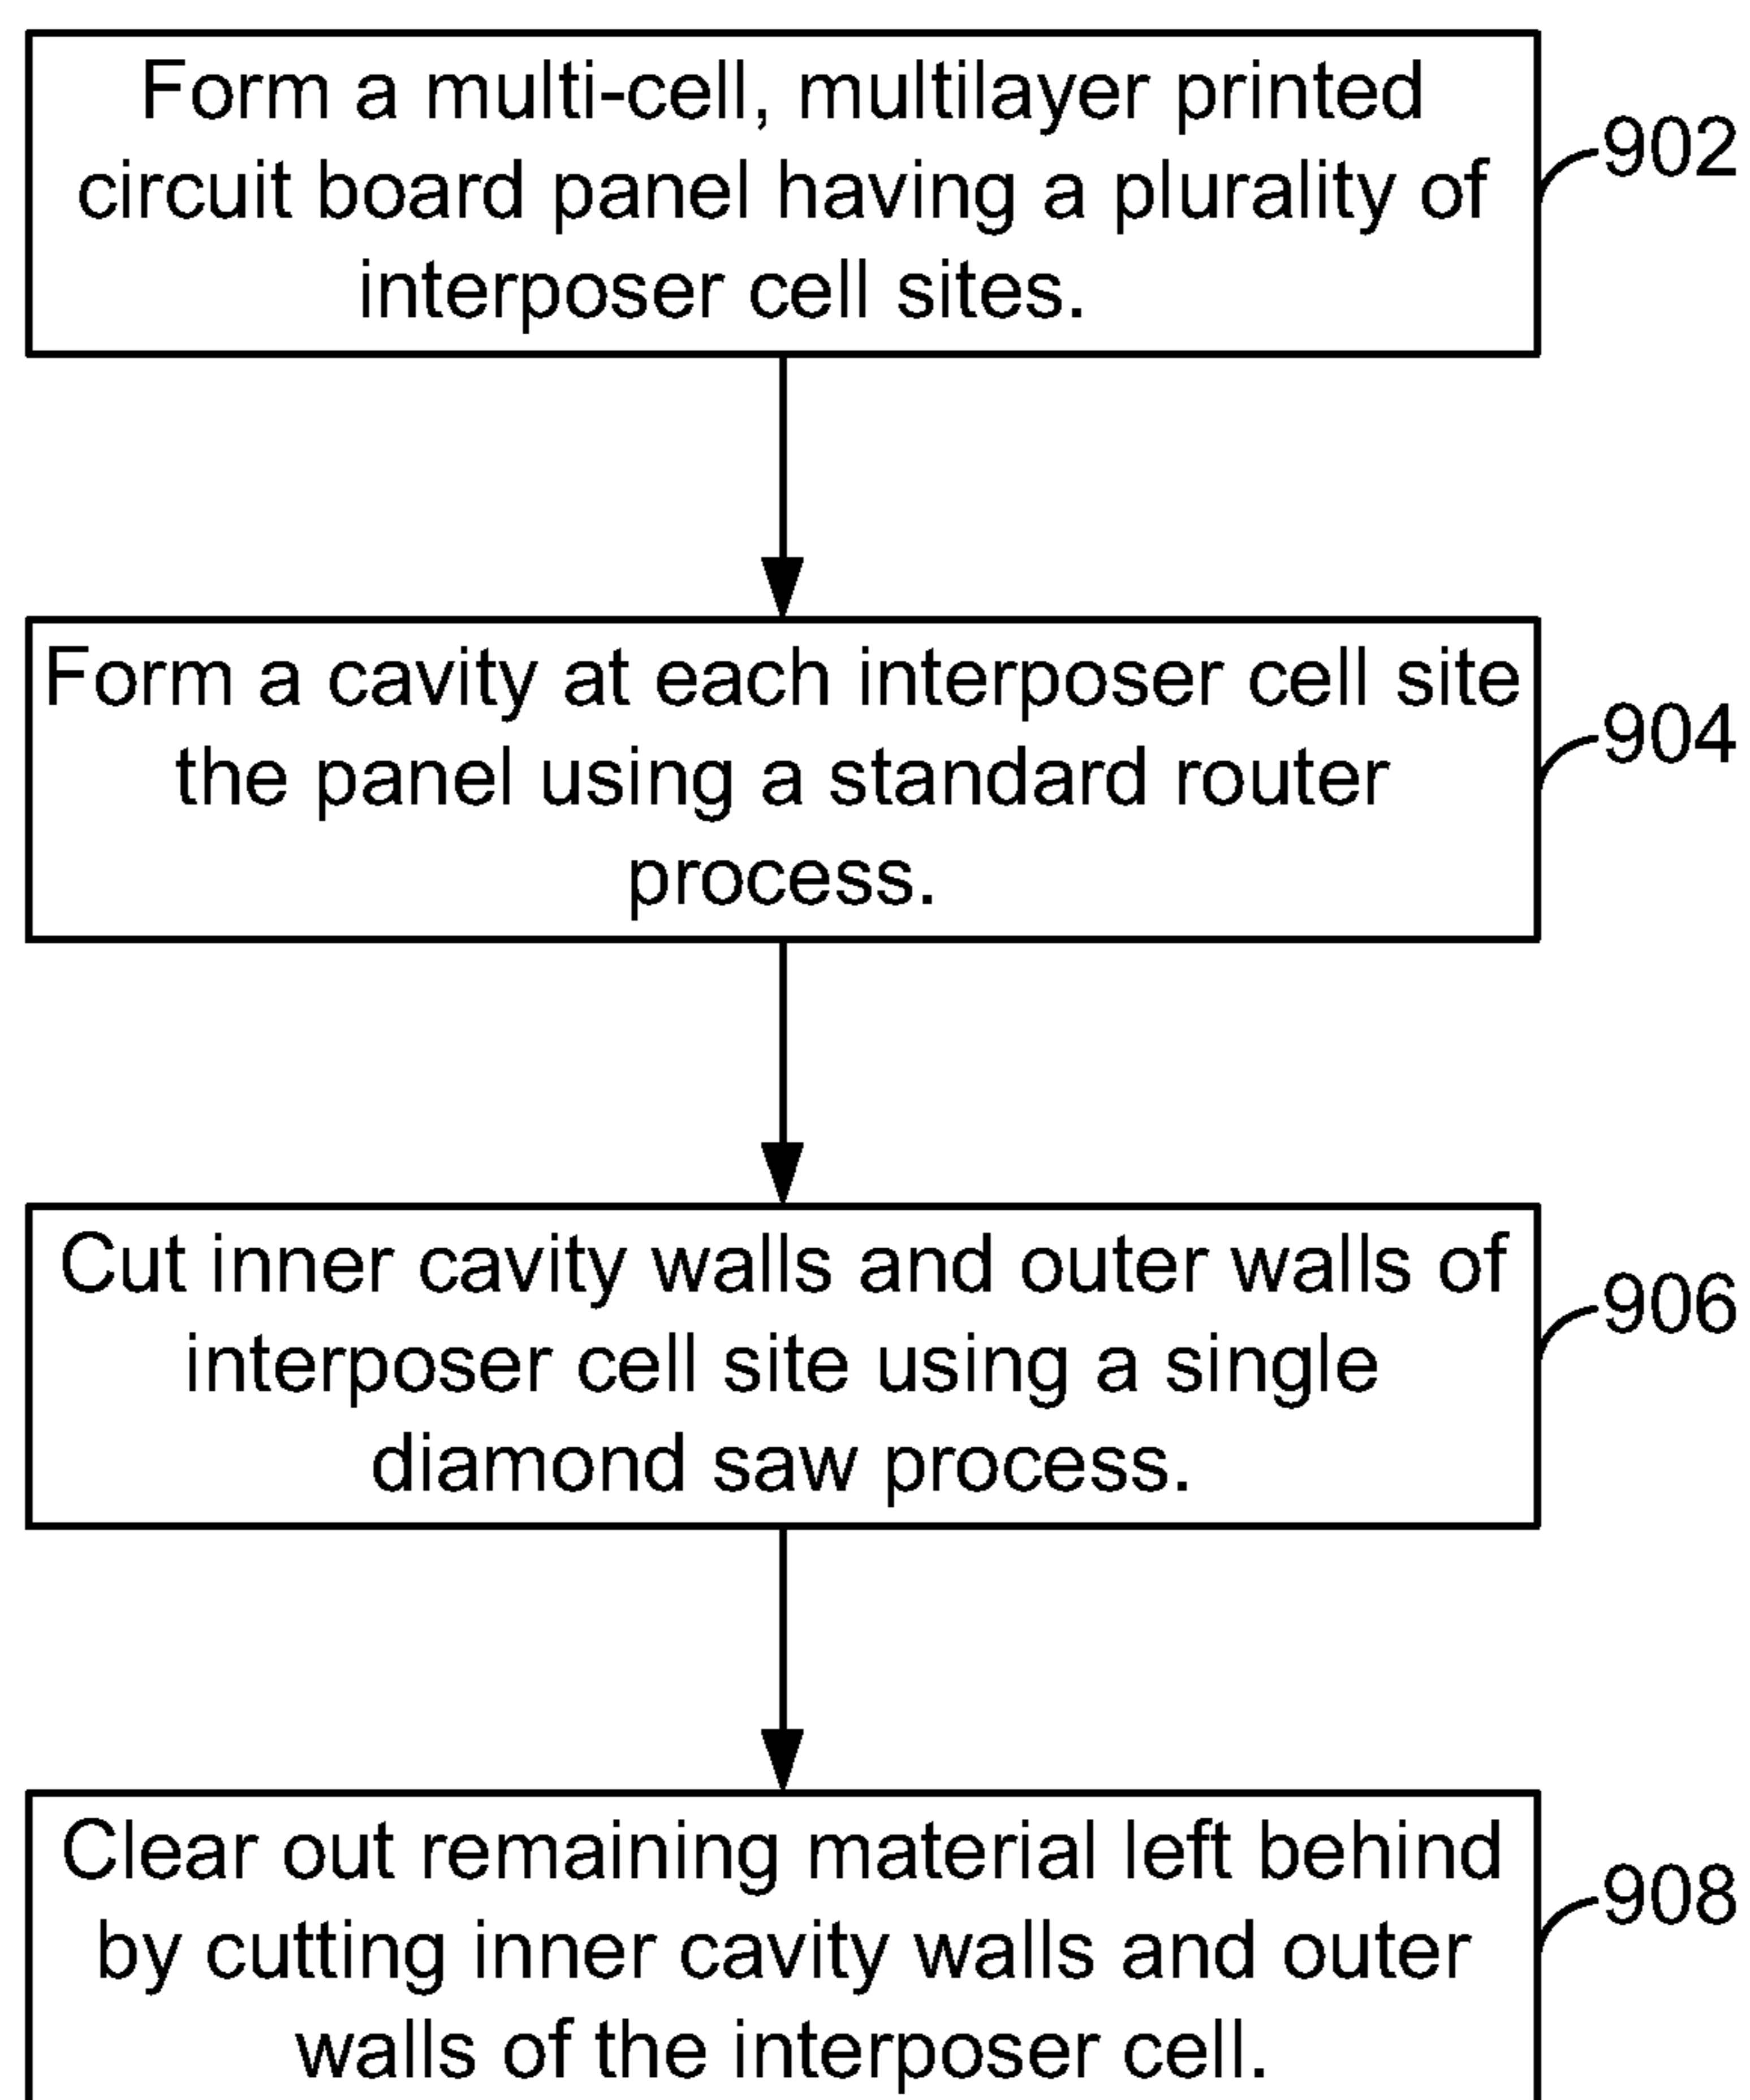 Form a multi-cell, multilayer printed
circuit board panel having a plurality of
interposer cell sites.
902
Form a cavity at each interposer cell site
the panel using a standard router
process.
904
Cut inner cavity walls and outer walls of
interposer cell site using a single
diamond saw process.
906
Clear out remaining material left behind
by cutting inner cavity walls and outer
walls of the interposer cell.
908